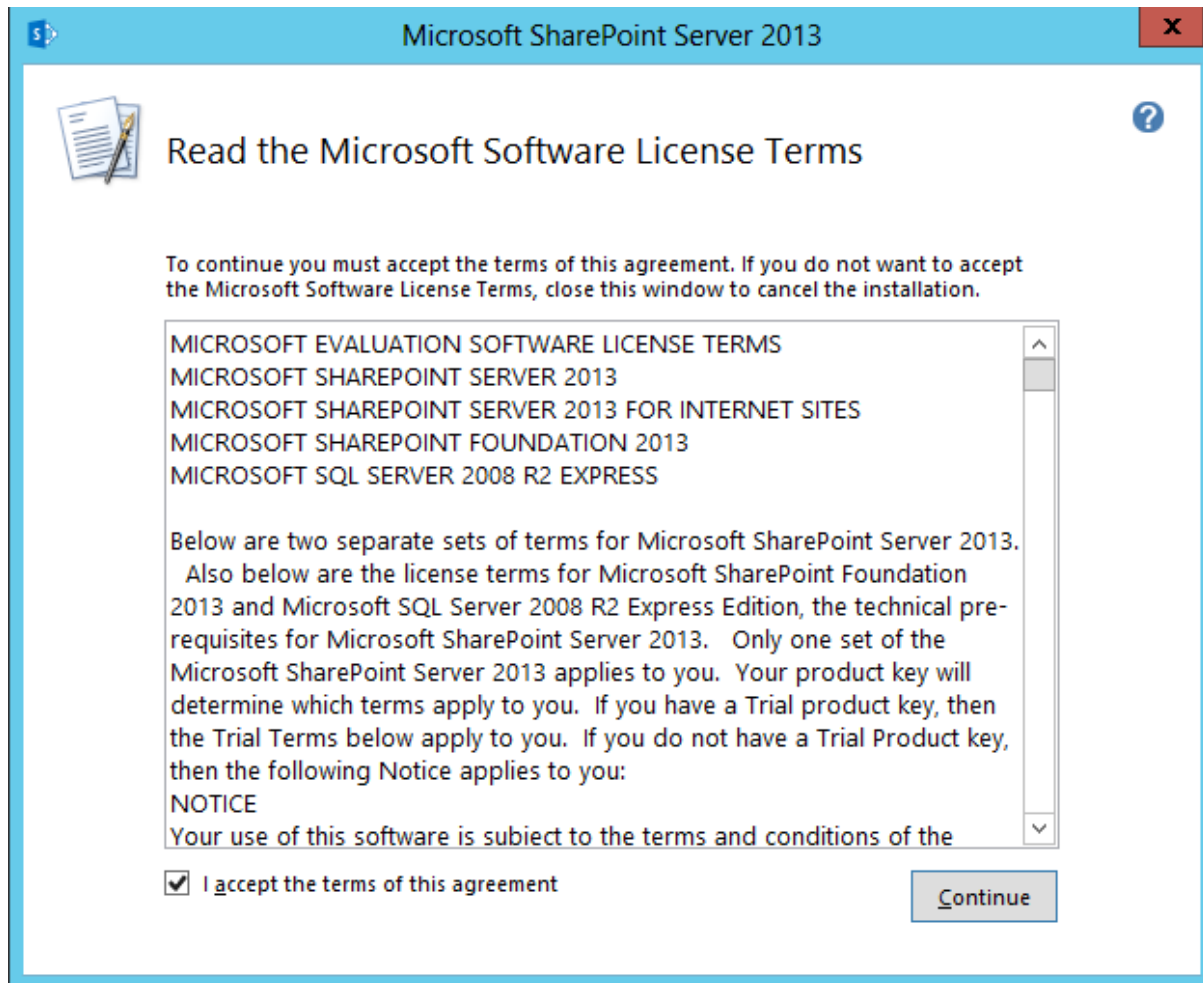 Microsoft SharePoint Server 2013
x
?
Read the Microsoft Software License Terms
To continue you must accept the terms of this agreement. If you do not want to accept
the Microsoft Software License Terms, close this window to cancel the installation.
MICROSOFT EVALUATION SOFTWARE LICENSE TERMS
MICROSOFT SHAREPOINT SERVER 2013
MICROSOFT SHAREPOINT SERVER 2013 FOR INTERNET SITES
MICROSOFT SHAREPOINT FOUNDATION 2013
MICROSOFT SQL SERVER 2008 R2 EXPRESS
Below are two separate sets of terms for Microsoft SharePoint Server 2013.
Also below are the license terms for Microsoft SharePoint Foundation
2013 and Microsoft SQL Server 2008 R2 Express Edition, the technical pre-
requisites for Microsoft SharePoint Server 2013.   Only one set of the
Microsoft SharePoint Server 2013 applies to you.  Your product key will
determine which terms apply to you.  If you have a Trial product key, then
the Trial Terms below apply to you.  If you do not have a Trial Product key,
then the following Notice applies to you:
NOTICE
Your use of this software is subject to the terms and conditions of the
I accept the terms of this agreement
Continue